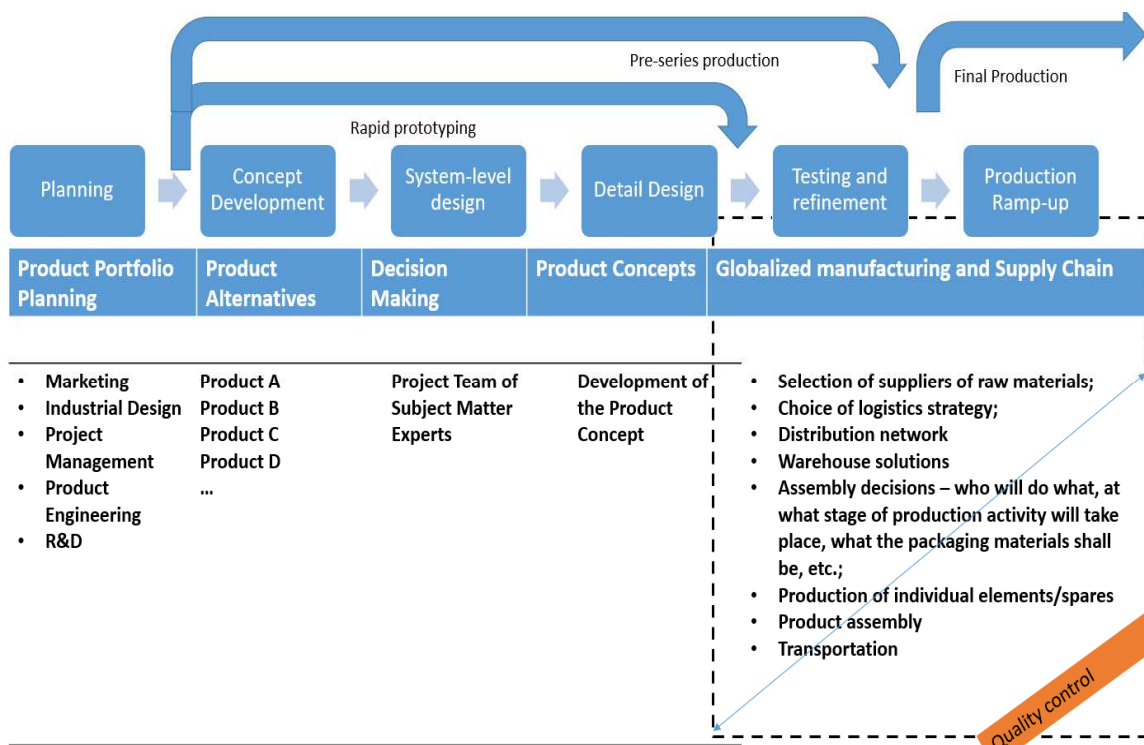 Pre-series production
Final Production
Rapid prototyping
Planning
Concept
Development
System-level
design
Detail Design
Testing and
refinement
Production
Ramp-up
Product Portfolio
Planning
Product
Alternatives
Decision
Making
Product Concepts
Globalized manufacturing and Supply Chain
• Marketing
• Industrial Design
• Project
Management
• Product
Engineering
• R&D
Product A
Product B
Product C
Product D
...
Project Team of
Subject Matter
Experts
Development of
the Product
Concept
• Selection of suppliers of raw materials;
• Choice of logistics strategy;
• Distribution network
• Warehouse solutions
• Assembly decisions – who will do what, at
what stage of production activity will take
place, what the packaging materials shall
be, etc.;
• Production of individual elements/spares
• Product assembly
• Transportation
Quality control